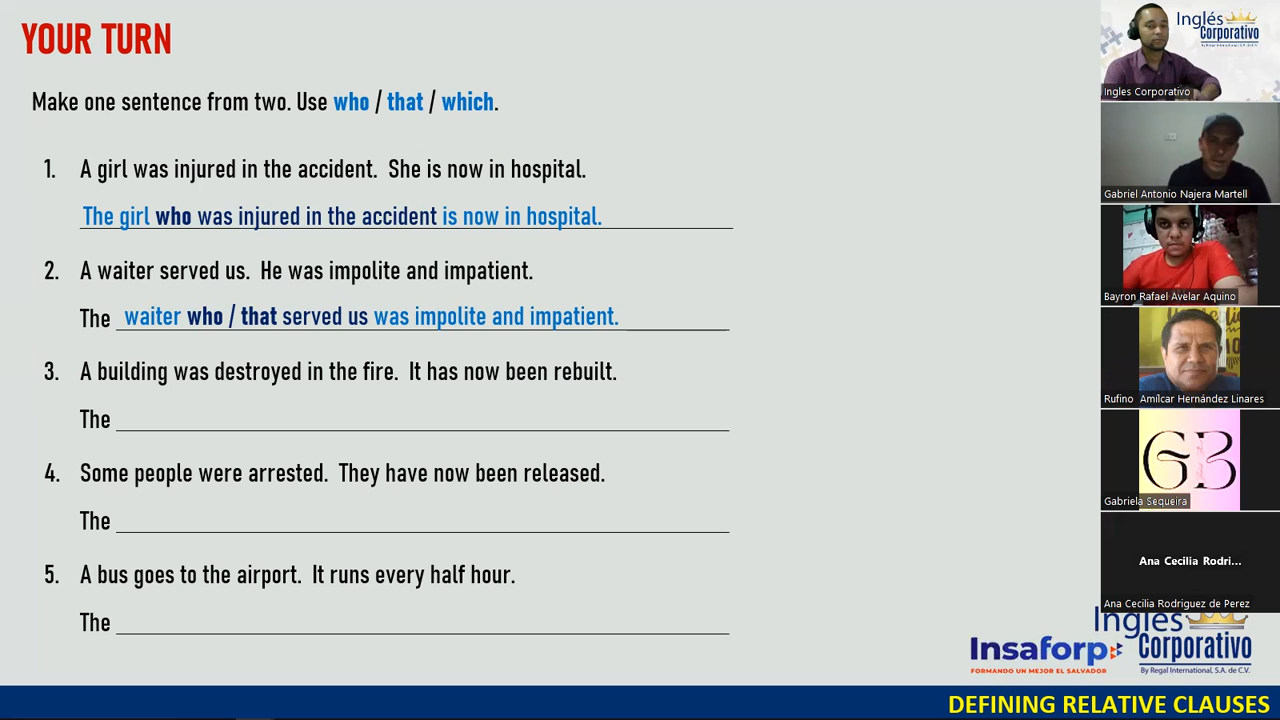 YOUR TURN
Make one sentence from two. Use who / that / which.
1. A girl was injured in the accident. She is now in hospital.
The girl who was injured in the accident is now in hospital.
2. A waiter served us. He was impolite and impatient.
The waiter who / that served us was impolite and impatient.
3. A building was destroyed in the fire. It has now been rebuilt.
The
4. Some people were arrested. They have now been released.
The
5. A bus goes to the airport. It runs every half hour.
The
Inglés
Corporativo
Ingles Corporativo
Gabriel Antonio Najera Martell
Bayron Rafael Avelar Aquino
Rufino Amílcar Hernández Linares
GB
Gabriela Sequeira
Ana Cecilia Rodri...
Ana Cecilia Rodriguez de Perez
Insaforp
FORMANDO UN MEJOR EL SALVADOR
Inglés
Corporativo
By Regal International, S.A. de C.V.
DEFINING RELATIVE CLAUSES